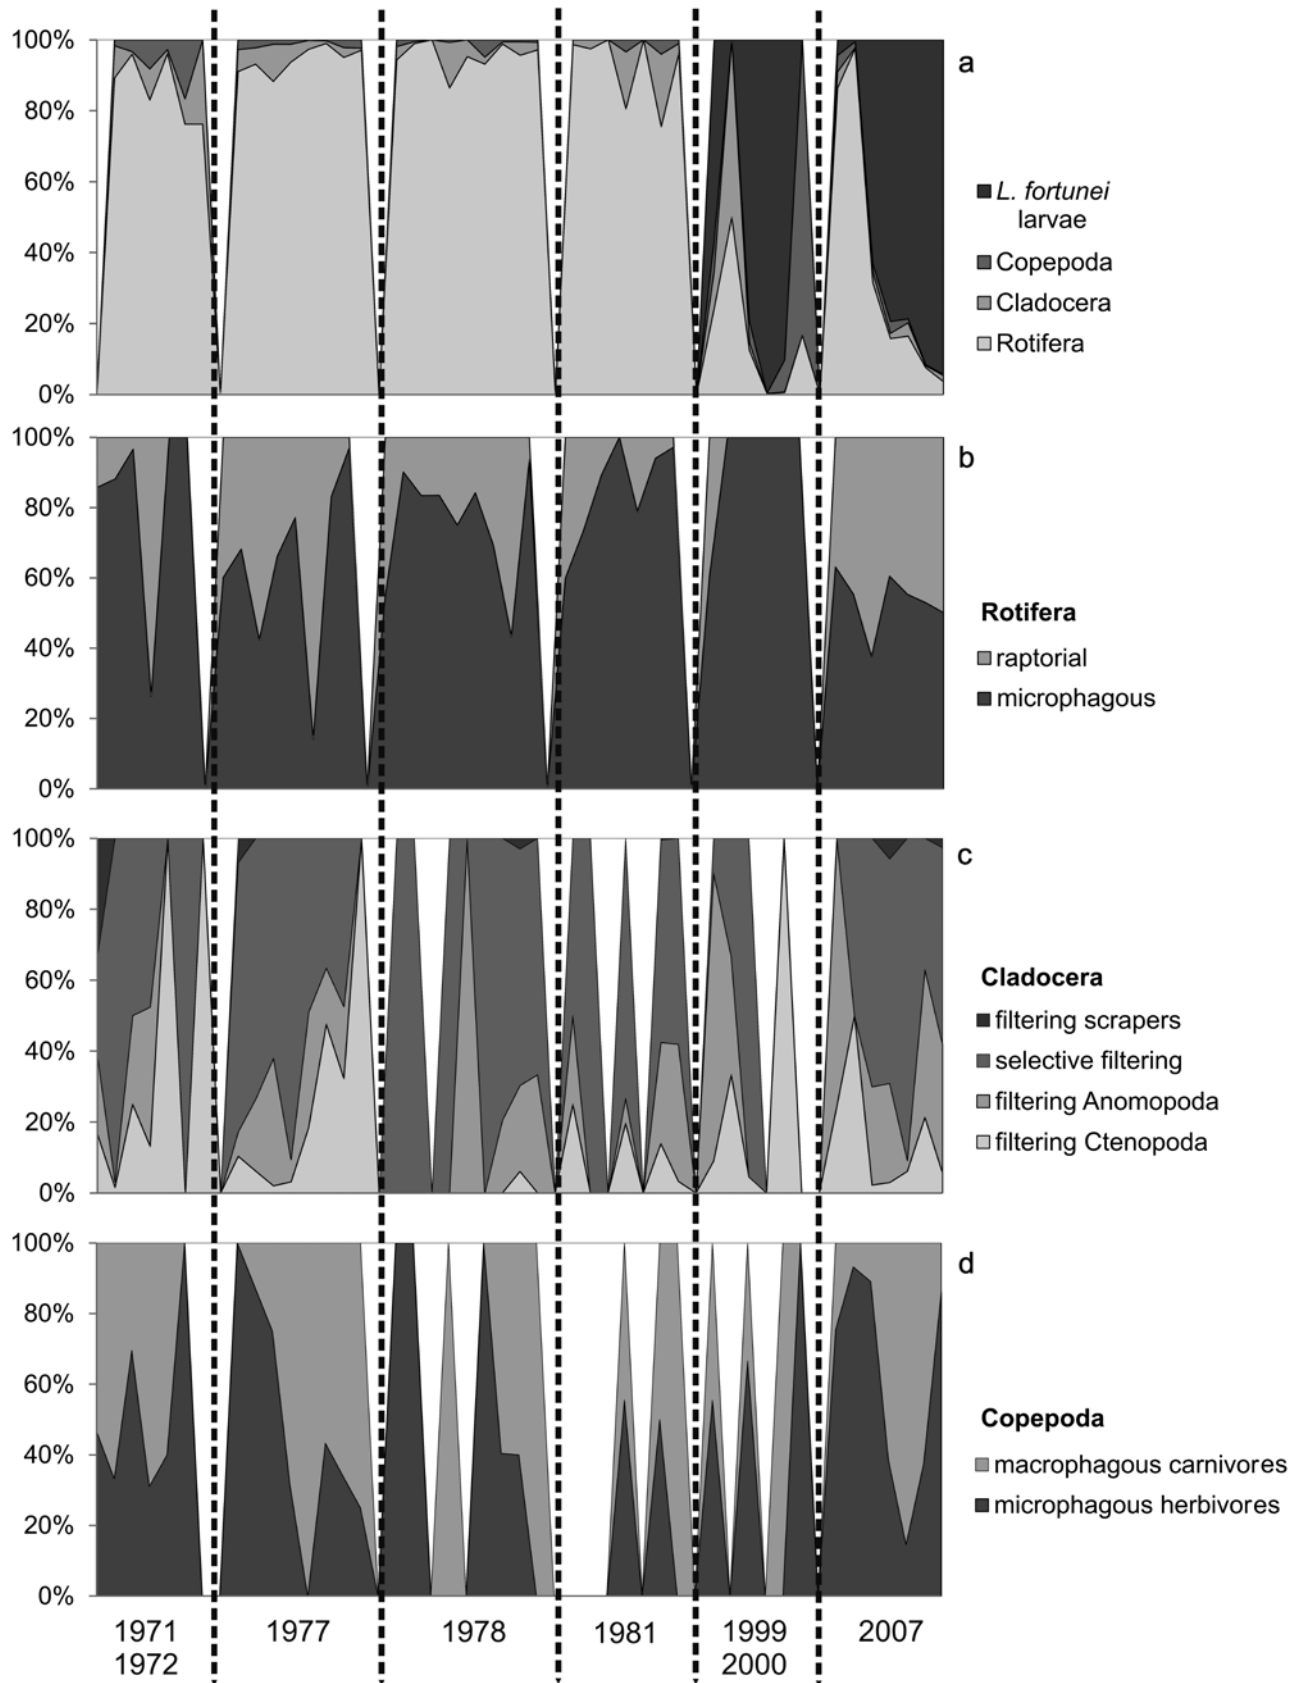 100%
80%
60%
40%
20%
0%
a
L. fortunei
larvae
Copepoda
Cladocera
Rotifera
100%
80%
60%
40%
20%
0%
b
Rotifera
raptorial
microphagous
100%
80%
60%
40%
20%
0%
c
Cladocera
filtering scrapers
selective filtering
filtering Anomopoda
filtering Ctenopoda
100%
80%
60%
40%
20%
0%
d
Copepoda
macrophagous carnivores
microphagous herbivores
1971 1977 1978 1981 1999 2007
1972 2000